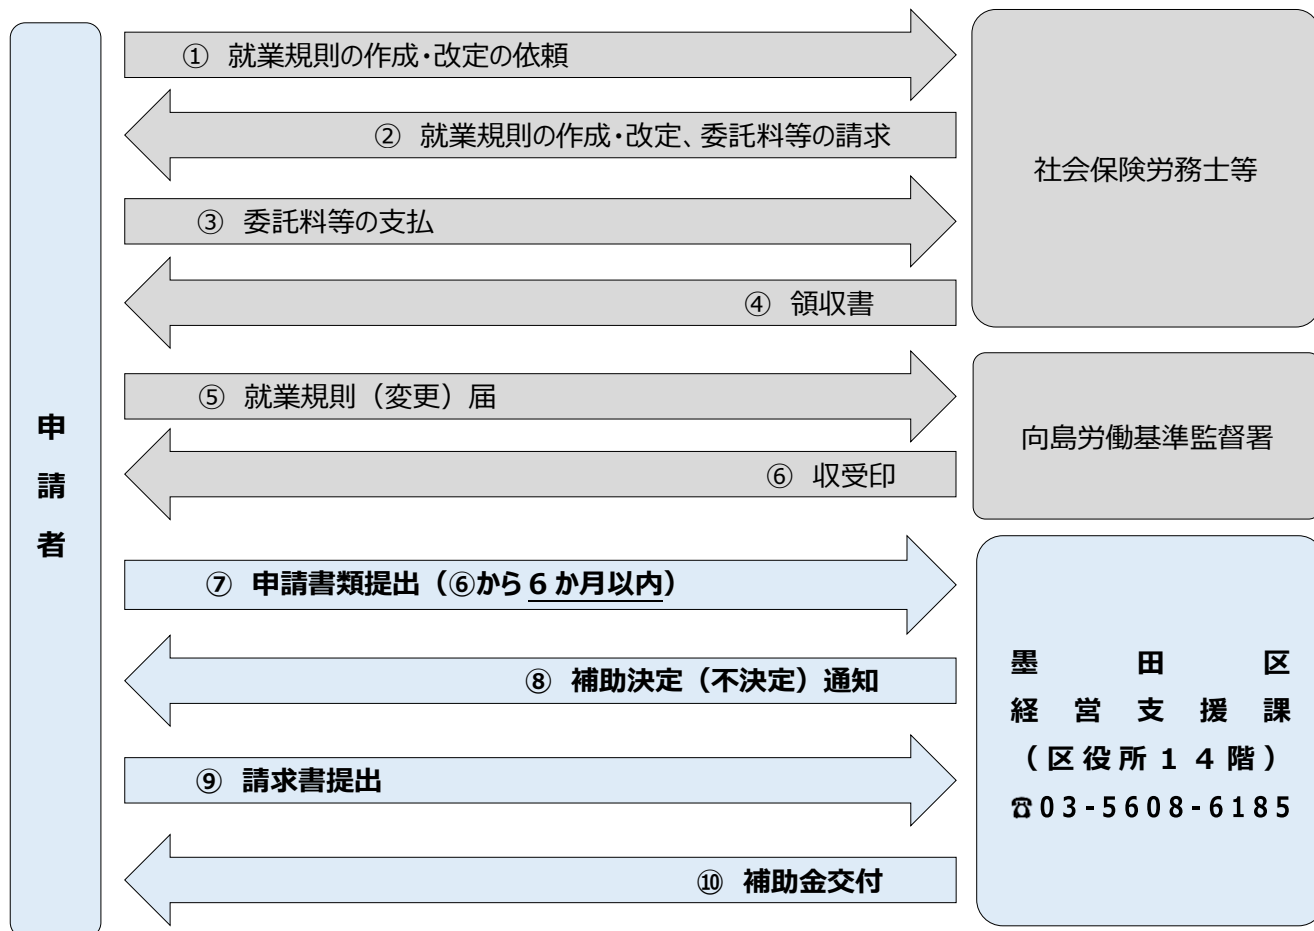 申
請
者
① 就業規則の作成・改定の依頼
② 就業規則の作成・改定、委託料等の請求
③ 委託料等の支払
④ 領収書
社会保険労務士等
⑤ 就業規則（変更）届
⑥ 収受印
向島労働基準監督署
⑦ 申請書類提出（⑥から６か月以内）
⑧ 補助決定（不決定）通知
⑨ 請求書提出
⑩ 補助金交付
墨田区
経営支援課
（区役所１４階）
☎03-5608-6185